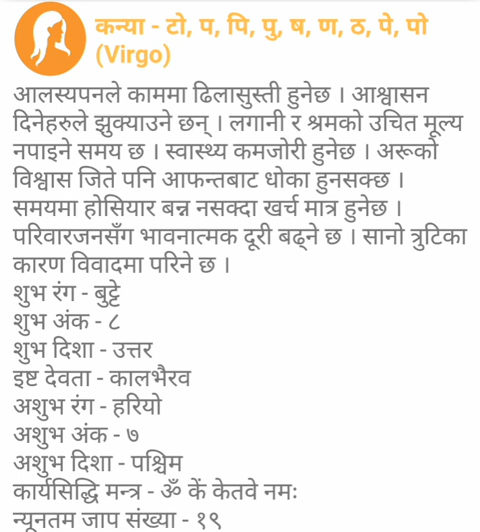 कन्या - टो, प, पि, पु, ष, ण, ठ, पे, पो
(Virgo)
आलस्यपनले काममा ढिलासुस्ती हुनेछ । आश्वासन
दिनेहरुले झुक्याउने छन् । लगानी र श्रमको उचित मूल्य
नपाइने समय छ । स्वास्थ्य कमजोरी हुनेछ । अरूको
विश्वास जिते पनि आफन्तबाट धोका हुनसक्छ ।
समयमा होसियार बन्न नसक्दा खर्च मात्र हुनेछ ।
परिवारजनसँग भावनात्मक दूरी बढ्ने छ । सानो त्रुटिका
कारण विवादमा परिने छ ।
शुभ रंग - बुट्टे
शुभ अंक - ८
शुभ दिशा - उत्तर
इष्ट देवता - कालभैरव
अशुभ रंग - हरियो
अशुभ अंक - ७
अशुभ दिशा - पश्चिम
कार्यसिद्धि मन्त्र - ॐ कें केतवे नमः
न्यूनतम जाप संख्या - १९